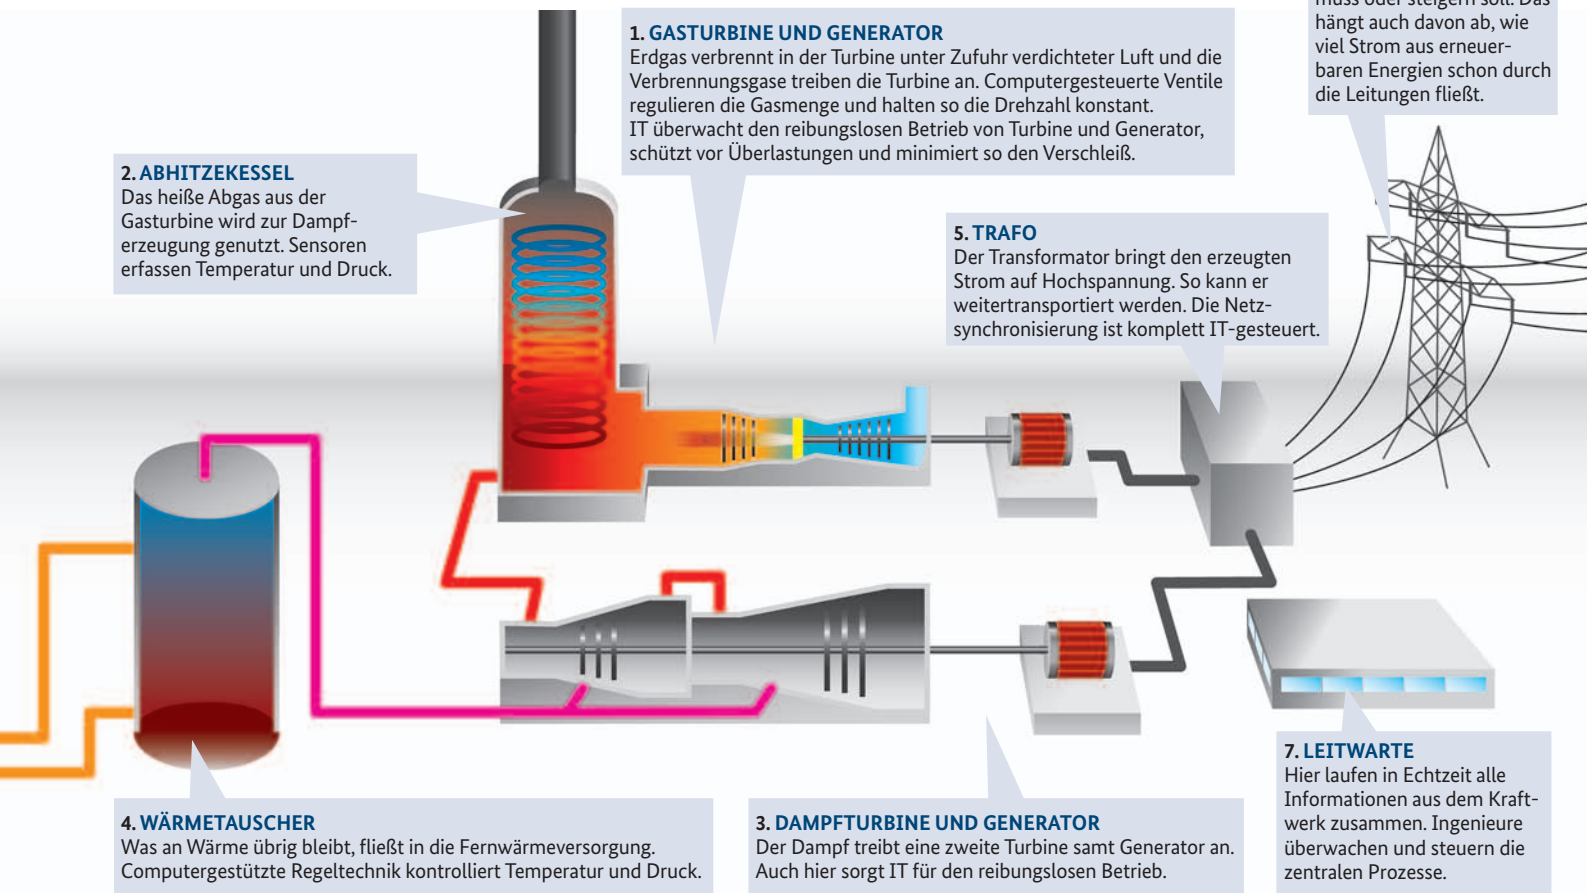 1. GASTURBINE UND GENERATOR
Erdgas verbrennt in der Turbine unter Zufuhr verdichteter Luft und die
Verbrennungsgase treiben die Turbine an. Computergesteuerte Ventile
regulieren die Gasmenge und halten so die Drehzahl konstant.
IT überwacht den reibungslosen Betrieb von Turbine und Generator,
schützt vor Überlastungen und minimiert so den Verschleiß.
2. ABHITZEKESSEL
Das heiße Abgas aus der
Gasturbine wird zur Dampf-
erzeugung genutzt. Sensoren
erfassen Temperatur und Druck.
3. DAMPFTURBINE UND GENERATOR
Der Dampf treibt eine zweite Turbine samt Generator an.
Auch hier sorgt IT für den reibungslosen Betrieb.
4. WÄRMETAUSCHER
Was an Wärme übrig bleibt, fließt in die Fernwärmeversorgung.
Computergestützte Regeltechnik kontrolliert Temperatur und Druck.
5. TRAFO
Der Transformator bringt den erzeugten
Strom auf Hochspannung. So kann er
weitertransportiert werden. Die Netz-
synchronisierung ist komplett IT-gesteuert.
muss oder steigern soll. Das
hängt auch davon ab, wie
viel Strom aus erneuer-
baren Energien schon durch
die Leitungen fließt.
7. LEITWARTE
Hier laufen in Echtzeit alle
Informationen aus dem Kraft-
werk zusammen. Ingenieure
überwachen und steuern die
zentralen Prozesse.